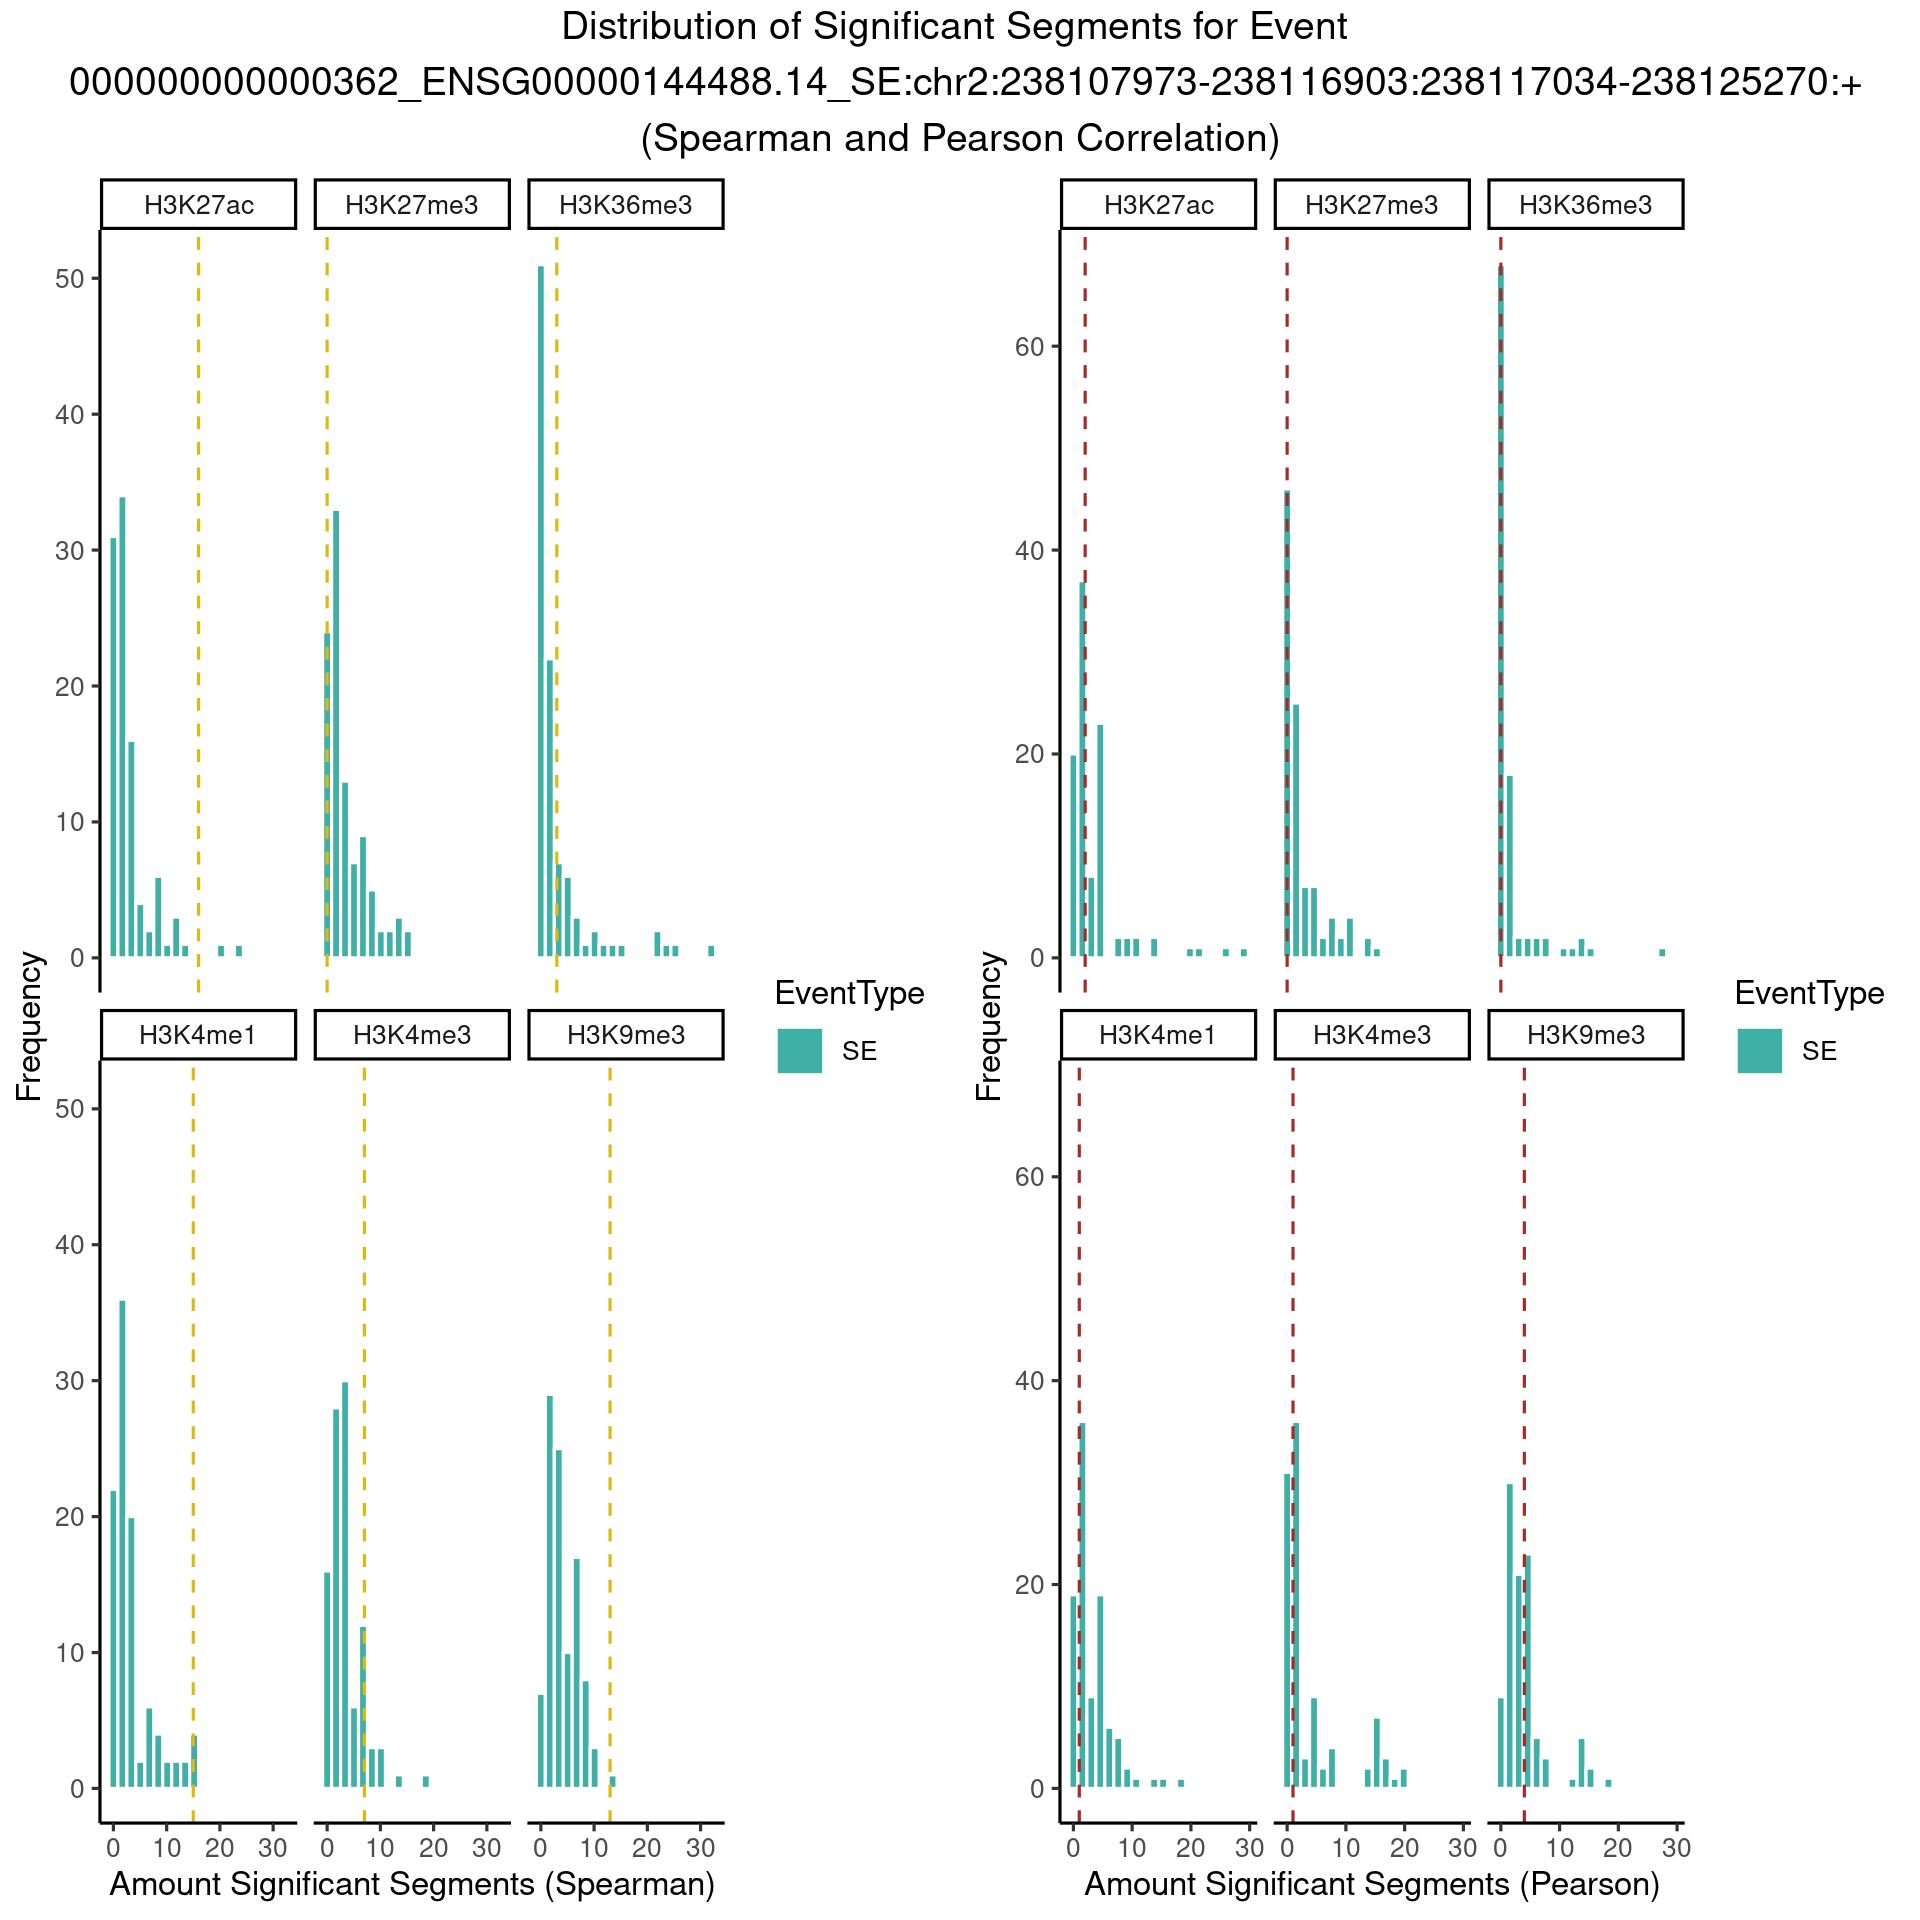 Distribution of Significant Segments for Event
000000000000362_ENSG00000144488.14_SE:chr2:238107973-238116903:238117034-238125270:+
(Spearman and Pearson Correlation)
H3K27ac H3K27me3 H3K36me3
50
40
30
20
10
0
H3K4me1 H3K4me3 H3K9me3
50
40
30
20
10
0
0 10 20 30 0 10 20 30 0 10 20 30
Frequency
Amount Significant Segments (Spearman)
EventType
SE
H3K27ac H3K27me3 H3K36me3
60
40
20
0
H3K4me1 H3K4me3 H3K9me3
60
40
20
0
0 10 20 30 0 10 20 30 0 10 20 30
Frequency
Amount Significant Segments (Pearson)
EventType
SE